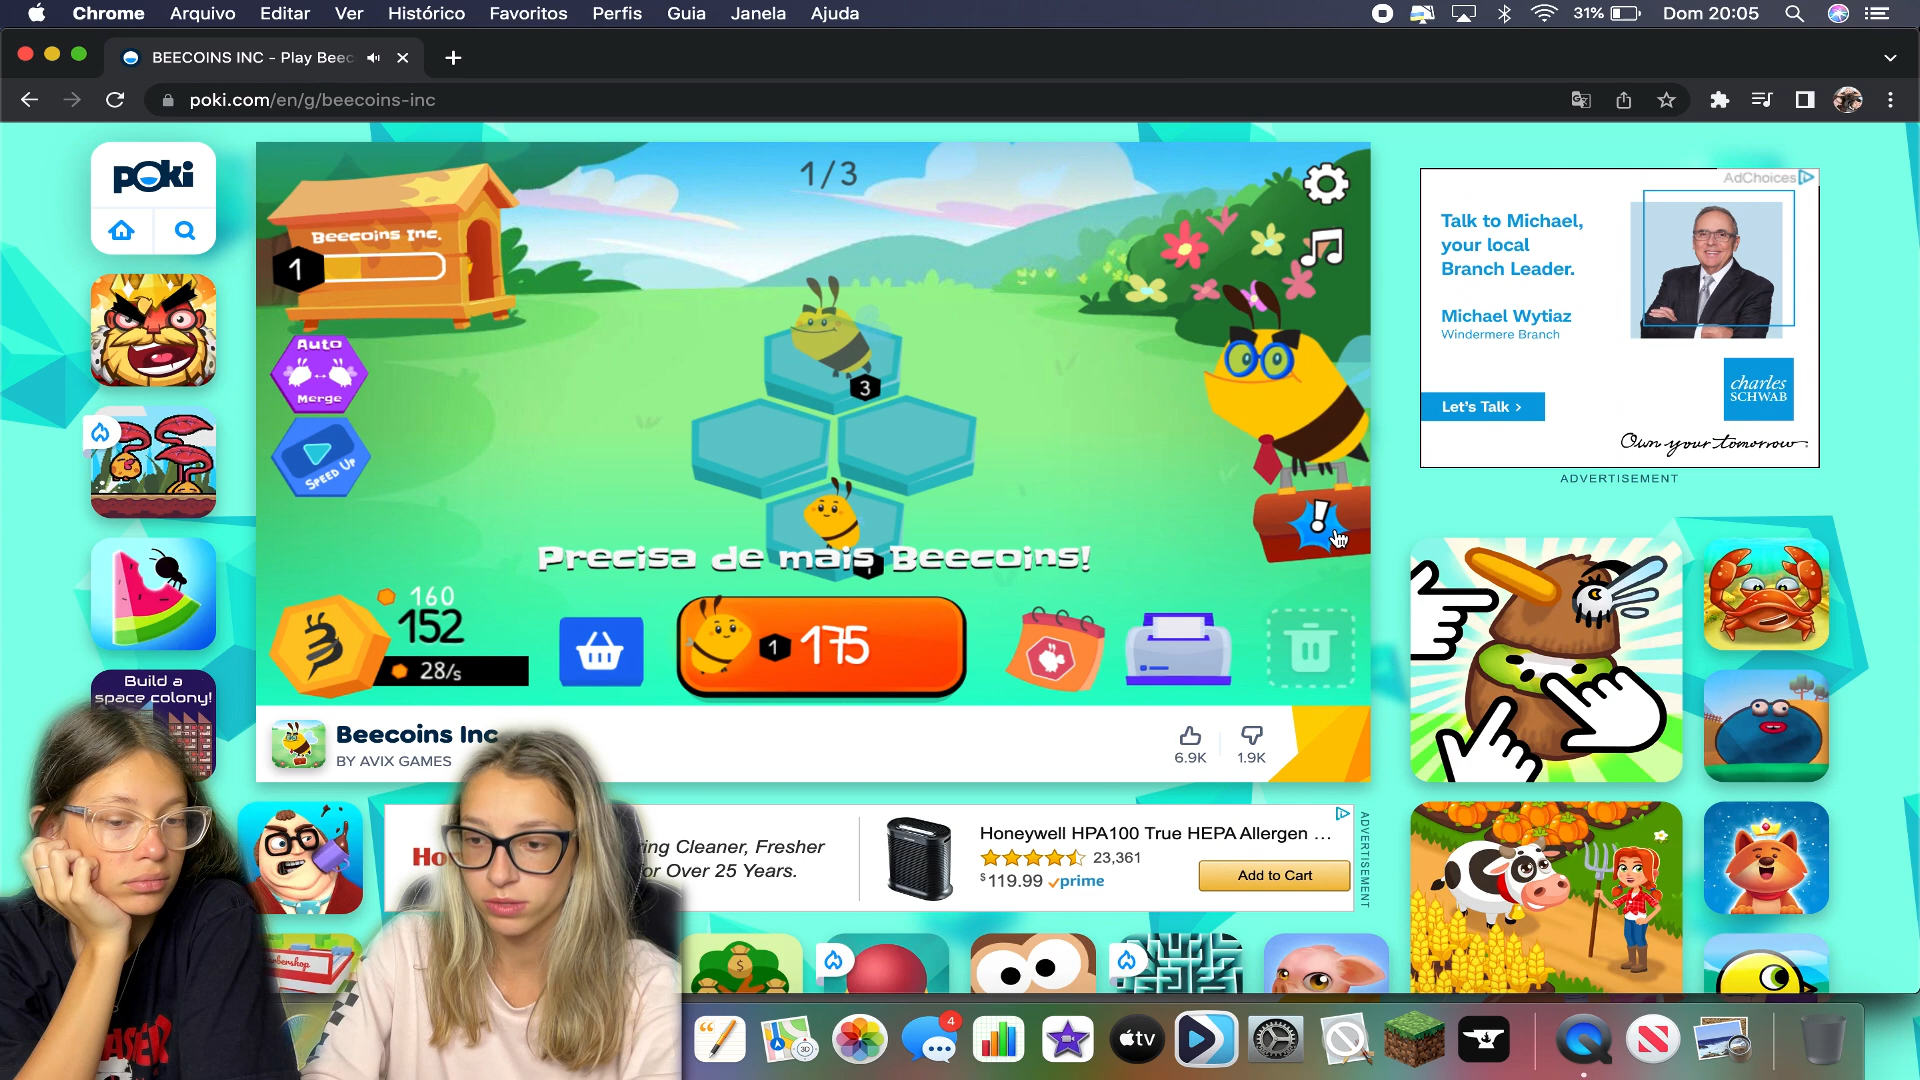 Chrome Arquivo Editar Ver Histórico Favoritos Perfis Guia Janela Ajuda 31% Dom 20:05
BEECOINS INC - Play Beec
poki.com/en/g/beecoins-inc
poki
1/3
Beecoins Inc.
1
Auto
Merge
SPEED UP
3
Precisa de mais Beecoins!
160
152
28/s
1 175
Beecoins Inc
BY AVIX GAMES
6.9K
1.9K
Build a
space colony!
AdChoices
Talk to Michael,
your local
Branch Leader.
Michael Wytiaz
Windermere Branch
Let's Talk >
charles
SCHWAB
Own your tomorrow
ADVERTISEMENT
Ho
ring Cleaner, Fresher
or Over 25 Years.
Honeywell HPA100 True HEPA Allergen ...
23,361
$119.99 prime
Add to Cart
ADVERTISEMENT
4
3D
tv